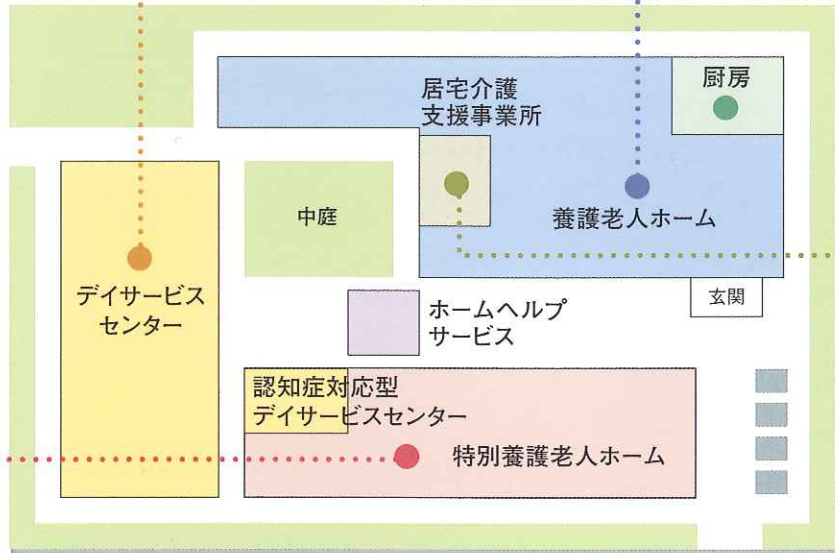 居宅介護
支援事業所
厨房
中庭
養護老人ホーム
デイサービス
センター
玄関
ホームヘルプ
サービス
認知症対応型
デイサービスセンター
特別養護老人ホーム